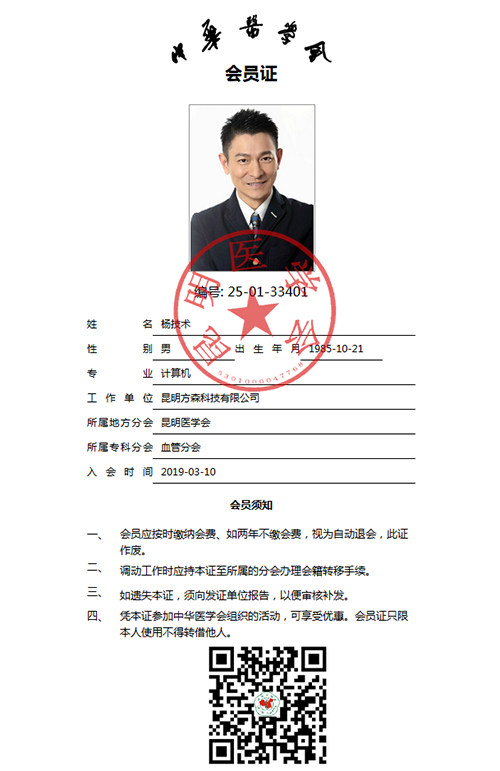 昆明医学会
会员证
编号: 25-01-33401
昆明医学会
5301000047768
姓名 杨技术
性别 男 出生年月 1985-10-21
专业 计算机
工作单位 昆明方森科技有限公司
所属地方分会 昆明医学会
所属专科分会 血管分会
入会时间 2019-03-10
会员须知
一、 会员应按时缴纳会费、如两年不缴会费，视为自动退会，此证
作废。
二、 调动工作时应持本证至所属的分会办理会籍转移手续。
三、 如遗失本证，须向发证单位报告，以便审核补发。
四、 凭本证参加中华医学会组织的活动，可享受优惠。会员证只限
本人使用不得转借他人。